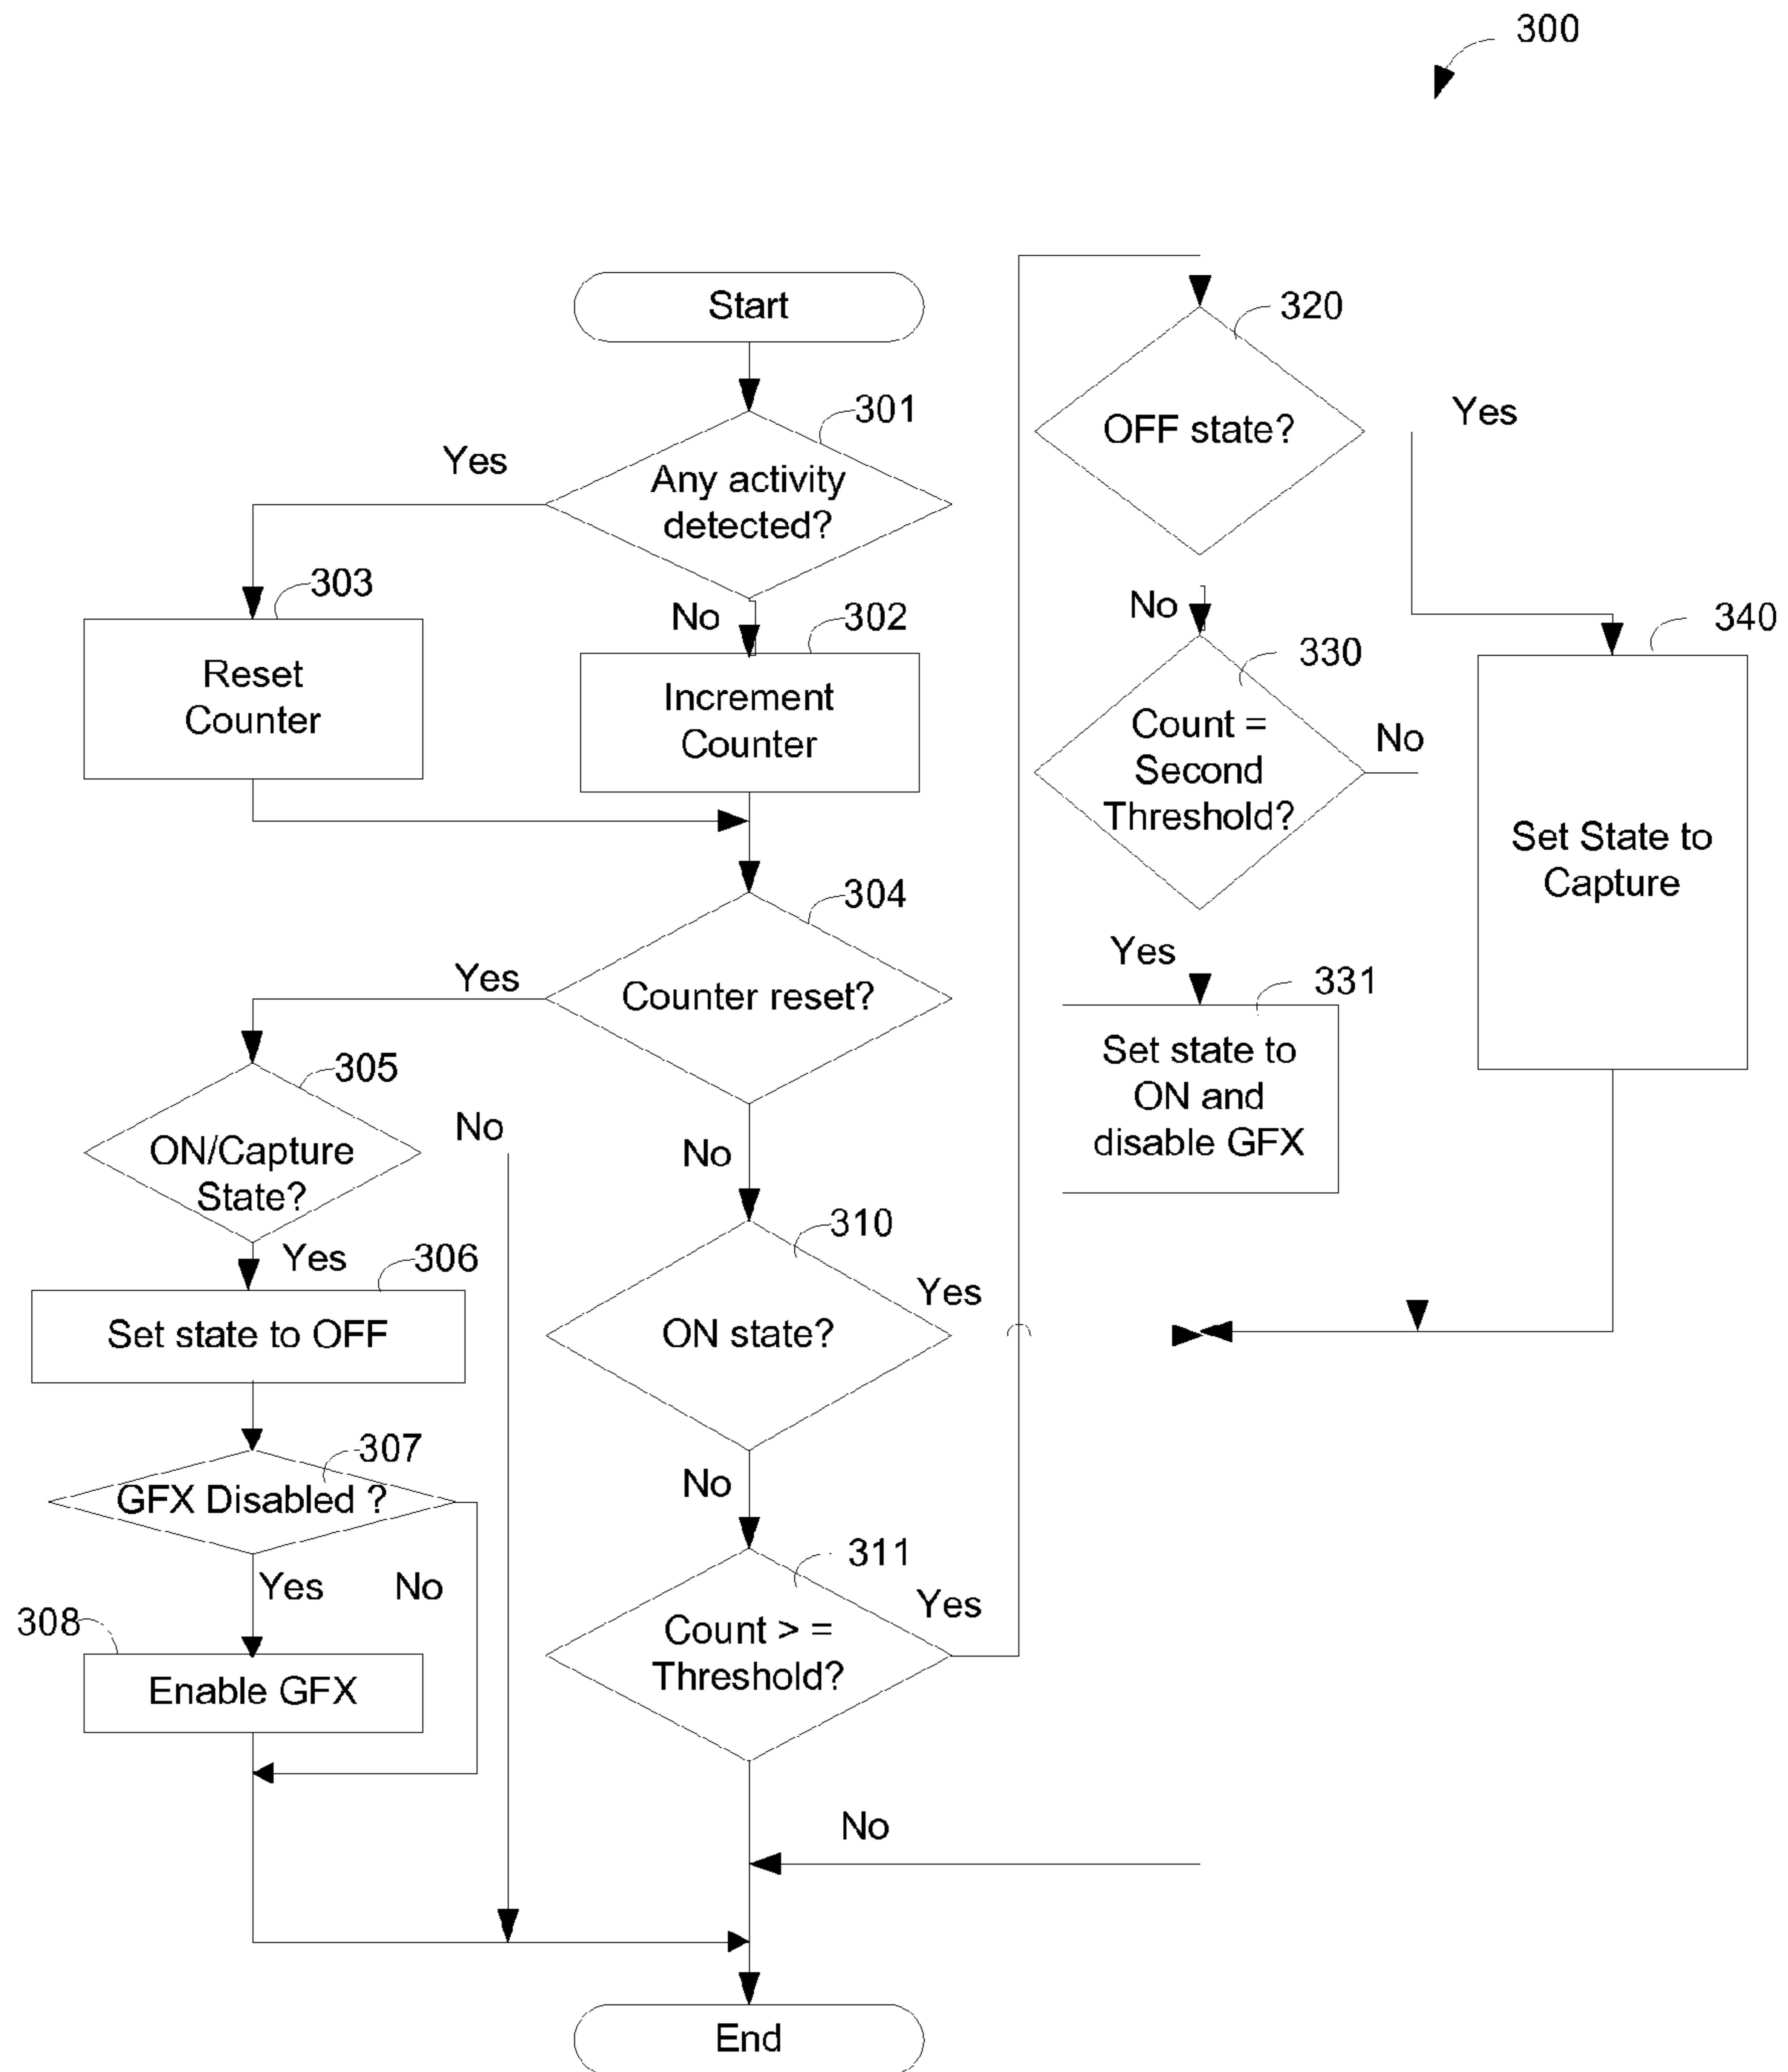 300
Start
301
Any activity
detected?
Yes
No
303
Reset
Counter
302
Increment
Counter
304
Counter reset?
Yes
No
305
ON/Capture
State?
No
Yes
306
Set state to OFF
307
GFX Disabled ?
Yes
No
308
Enable GFX
310
ON state?
Yes
No
311
Count > =
Threshold?
Yes
No
320
OFF state?
Yes
No
330
Count =
Second
Threshold?
No
Yes
331
Set state to
ON and
disable GFX
340
Set State to
Capture
End